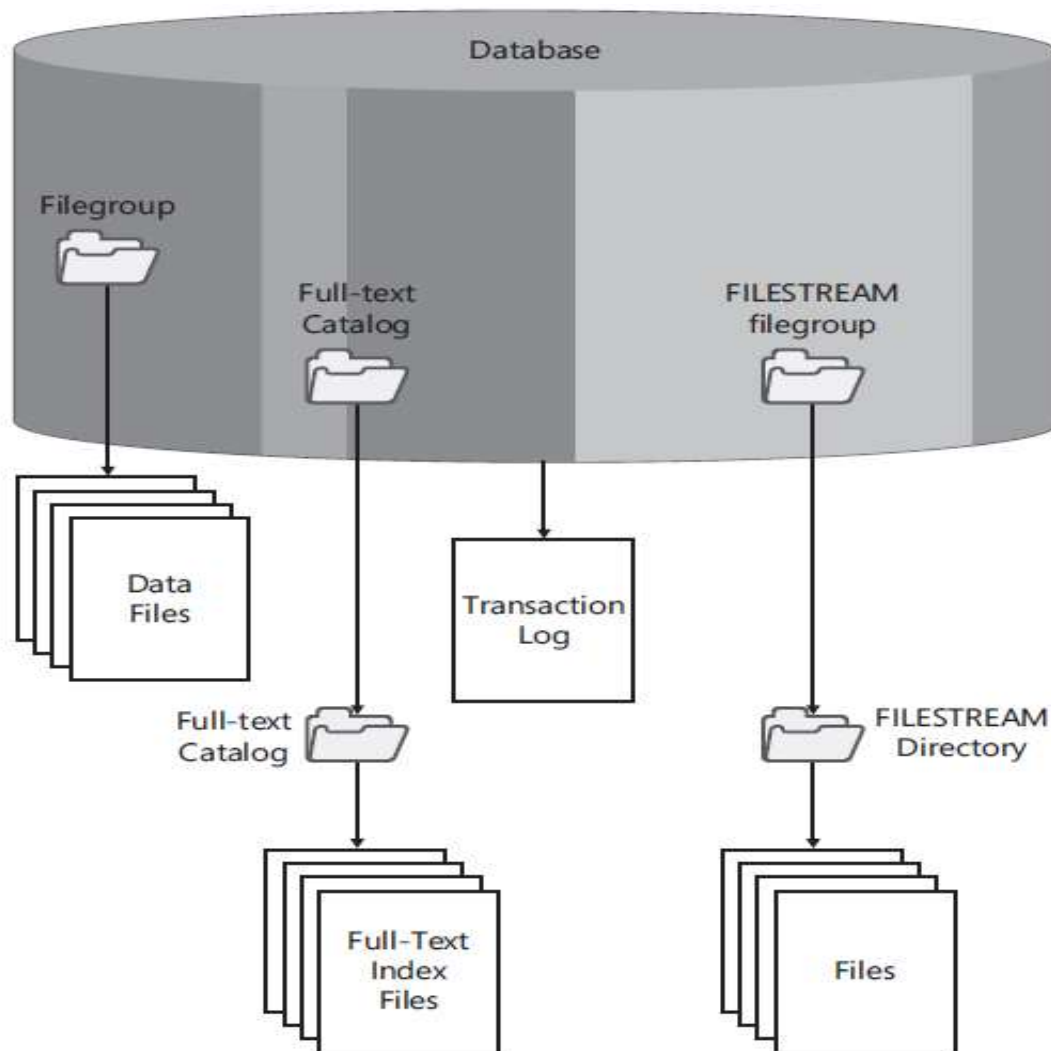 Database
Filegroup
Full-text
Catalog
FILESTREAM
filegroup
Data
Files
Transaction
Log
Full-text
Catalog
FILESTREAM
Directory
Full-Text
Index
Files
Files